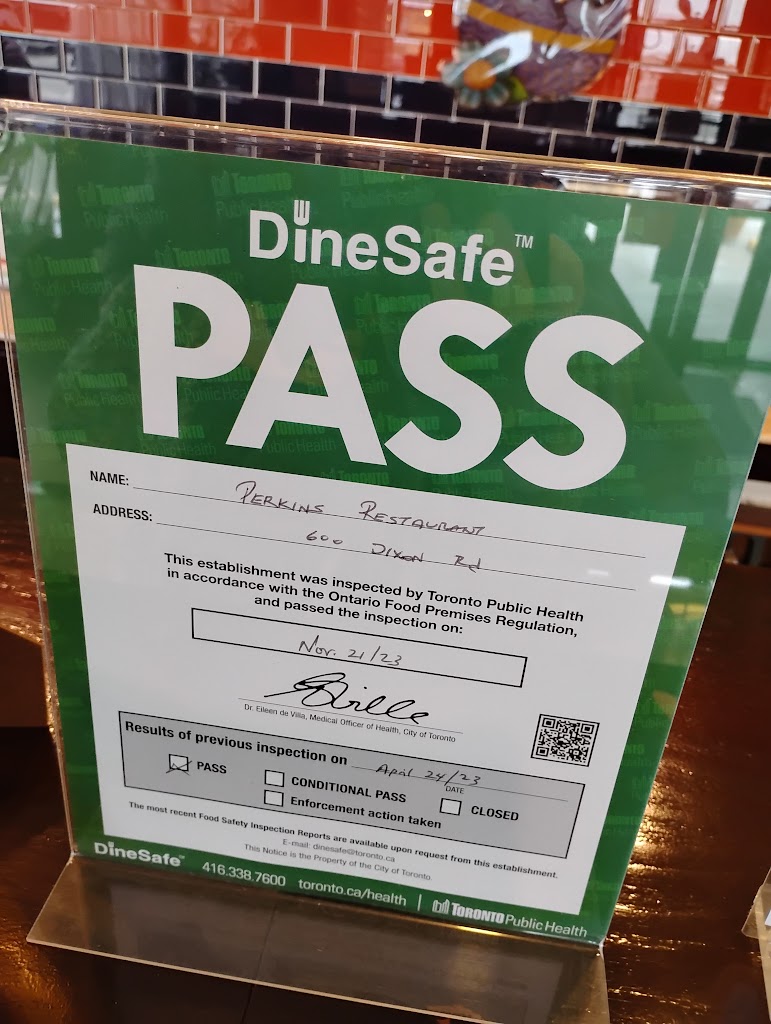 DineSafe™
PASS
NAME: PERKINS RESTAURANT
ADDRESS: 600 DIXON Rd
This establishment was inspected by Toronto Public Health
in accordance with the Ontario Food Premises Regulation,
and passed the inspection on:
Nov. 21/23
Dr. Eileen de Villa, Medical Officer of Health, City of Toronto
Results of previous inspection on April 24/23
DATE
PASS
CONDITIONAL PASS
CLOSED
Enforcement action taken
The most recent Food Safety Inspection Reports are available upon request from this establishment.
E-mail: dinesafe@toronto.ca
This Notice is the Property of the City of Toronto.
DineSafe™ 416.338.7600 toronto.ca/health | TORONTO Public Health